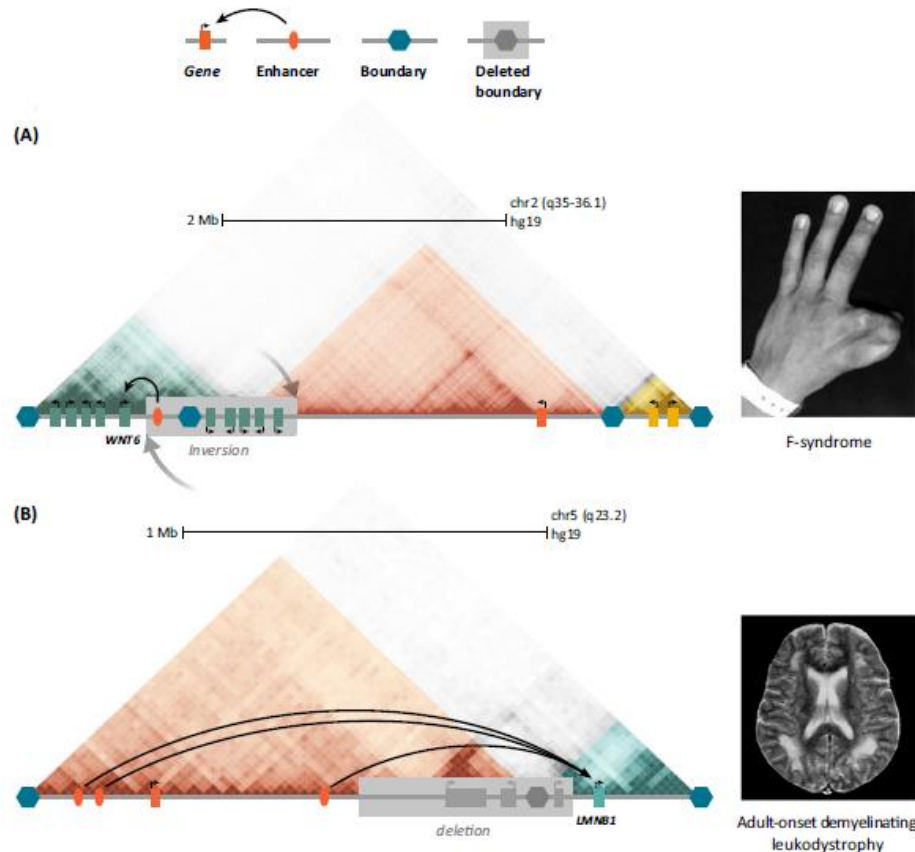 Gene Enhancer Boundary Deleted
boundary
(A)
2 Mb
chr2 (q35-36.1)
hg19
WNT6
Inversion
F-syndrome
(B)
1 Mb
chr5 (q23.2)
hg19
LMNB1
deletion
Adult-onset demyelinating
leukodystrophy